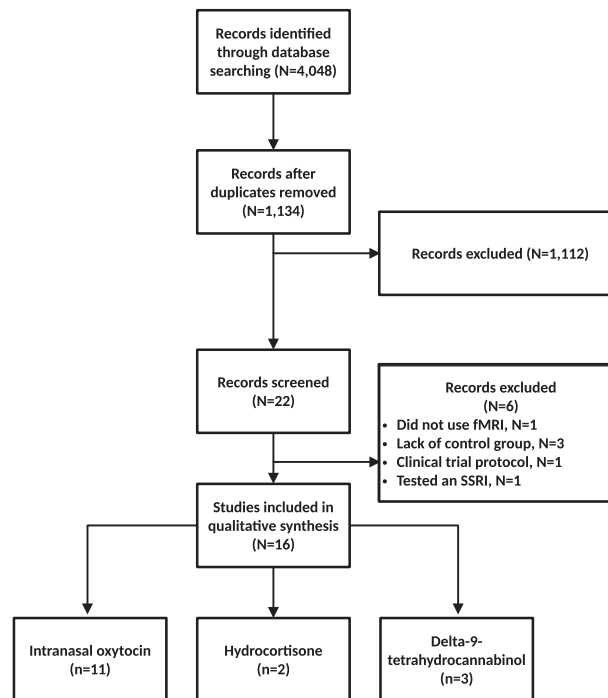 Records identified
through database
searching (N=4,048)
Records after
duplicates removed
(N=1,134)
Records excluded (N=1,112)
Records screened
(N=22)
Records excluded
(N=6)
• Did not use fMRI, N=1
• Lack of control group, N=3
• Clinical trial protocol, N=1
• Tested an SSRI, N=1
Studies included in
qualitative synthesis
(N=16)
Intranasal oxytocin
(n=11)
Hydrocortisone
(n=2)
Delta-9-
tetrahydrocannabinol
(n=3)